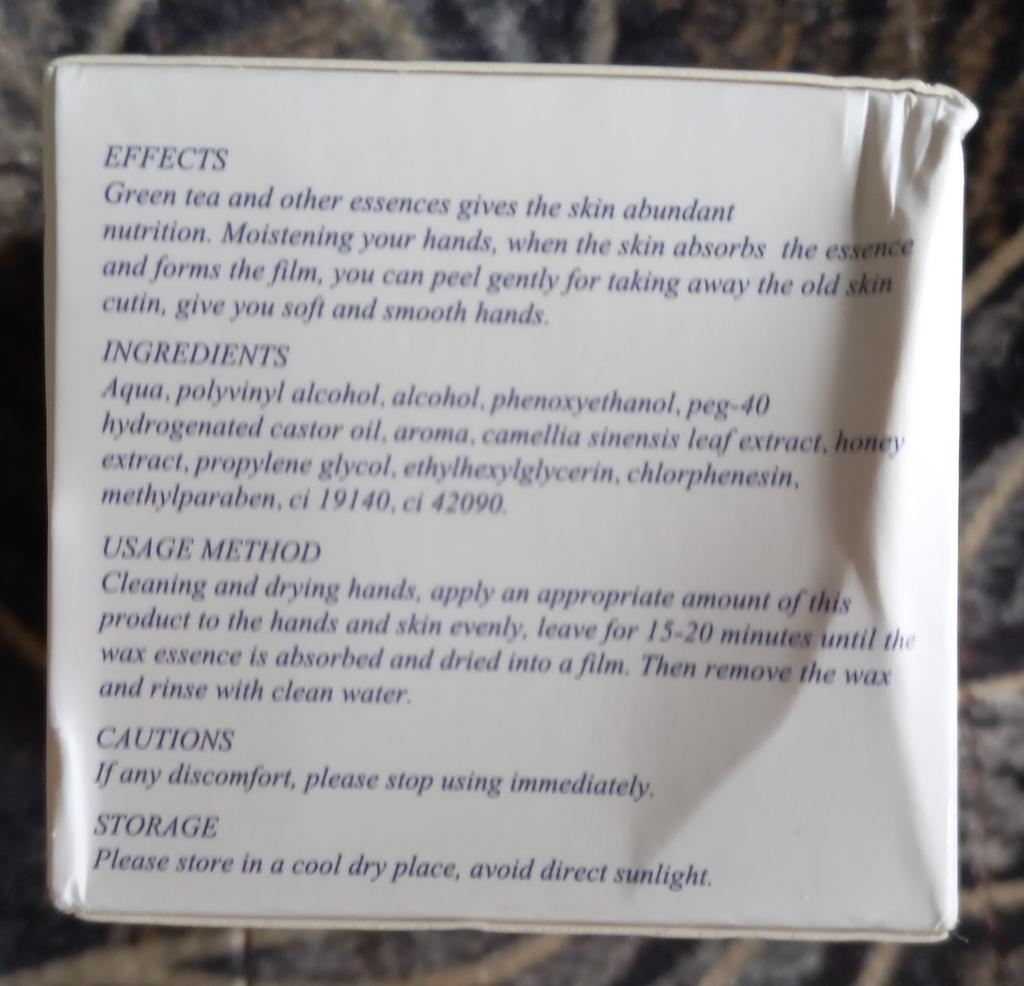 EFFECTS
Green tea and other essences gives the skin abundant
nutrition. Moistening your hands, when the skin absorbs the essence
and forms the film, you can peel gently for taking away the old skin
cutin, give you soft and smooth hands.
INGREDIENTS
Aqua, polyvinyl alcohol, alcohol, phenoxyethanol, peg-40
hydrogenated castor oil, aroma, camellia sinensis leaf extract, honey
extract, propylene glycol, ethylhexylglycerin, chlorphenesin,
methylparaben, ci 19140, ci 42090.
USAGE METHOD
Cleaning and drying hands, apply an appropriate amount of this
product to the hands and skin evenly, leave for 15-20 minutes until the
wax essence is absorbed and dried into a film. Then remove the wax
and rinse with clean water.
CAUTIONS
If any discomfort, please stop using immediately.
STORAGE
Please store in a cool dry place, avoid direct sunlight.